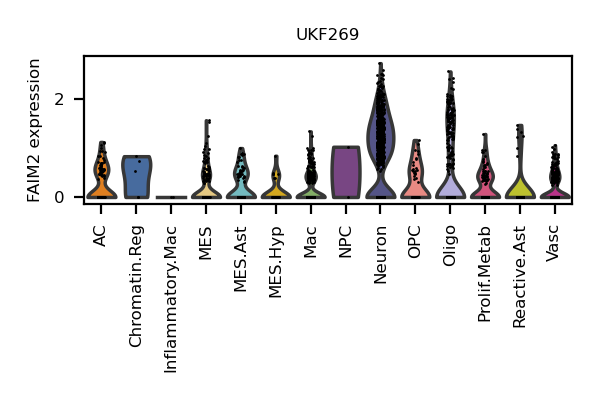 UKF269
FAIM2 expression
2
0
AC
Chromatin.Reg
Inflammatory.Mac
MES
MES.Ast
MES.Hyp
Mac
NPC
Neuron
OPC
Oligo
Prolif.Metab
Reactive.Ast
Vasc